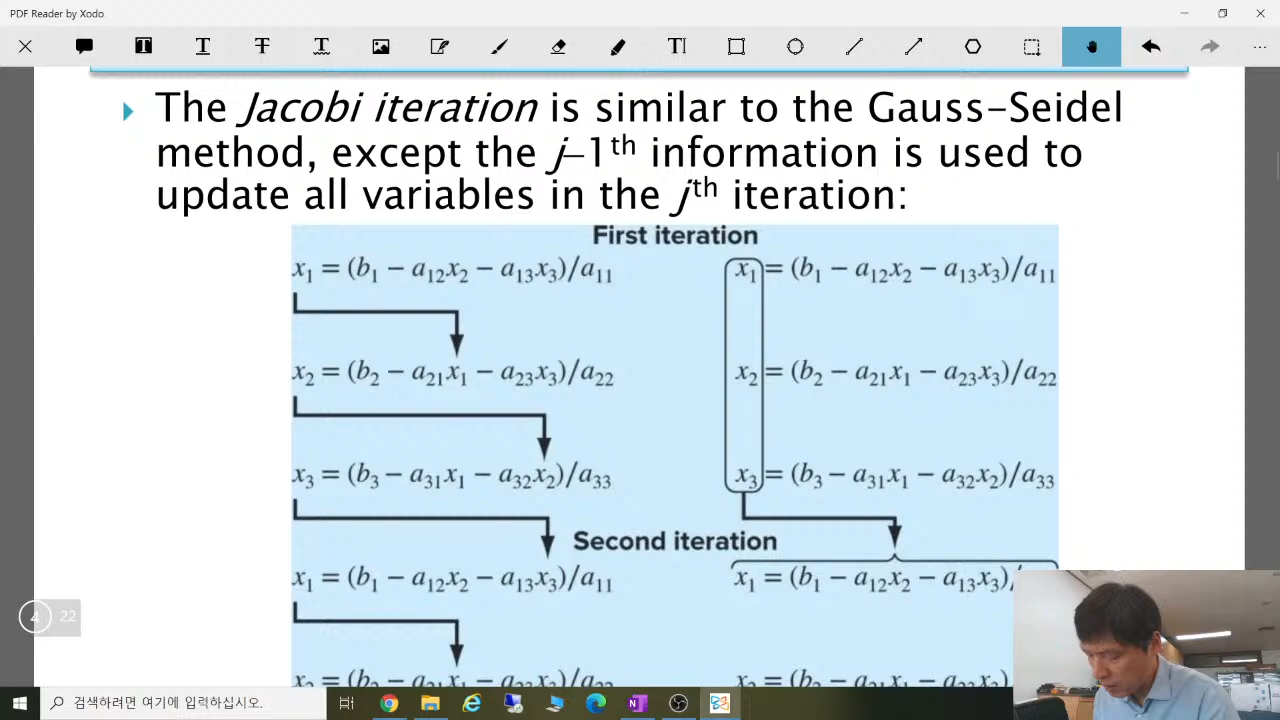 PDF Reader by Xodo
The Jacobi iteration is similar to the Gauss-Seidel
method, except the j–1th information is used to
update all variables in the jth iteration:
First iteration
x1 = (b1 − a12x2 − a13x3)/a11
x1 = (b1 − a12x2 − a13x3)/a11
x2 = (b2 − a21x1 − a23x3)/a22
x2 = (b2 − a21x1 − a23x3)/a22
x3 = (b3 − a31x1 − a32x2)/a33
x3 = (b3 − a31x1 − a32x2)/a33
Second iteration
x1 = (b1 − a12x2 − a13x3)/a11
x1 = (b1 − a12x2 − a13x3)/
4 22
검색하려면 여기에 입력하십시오.